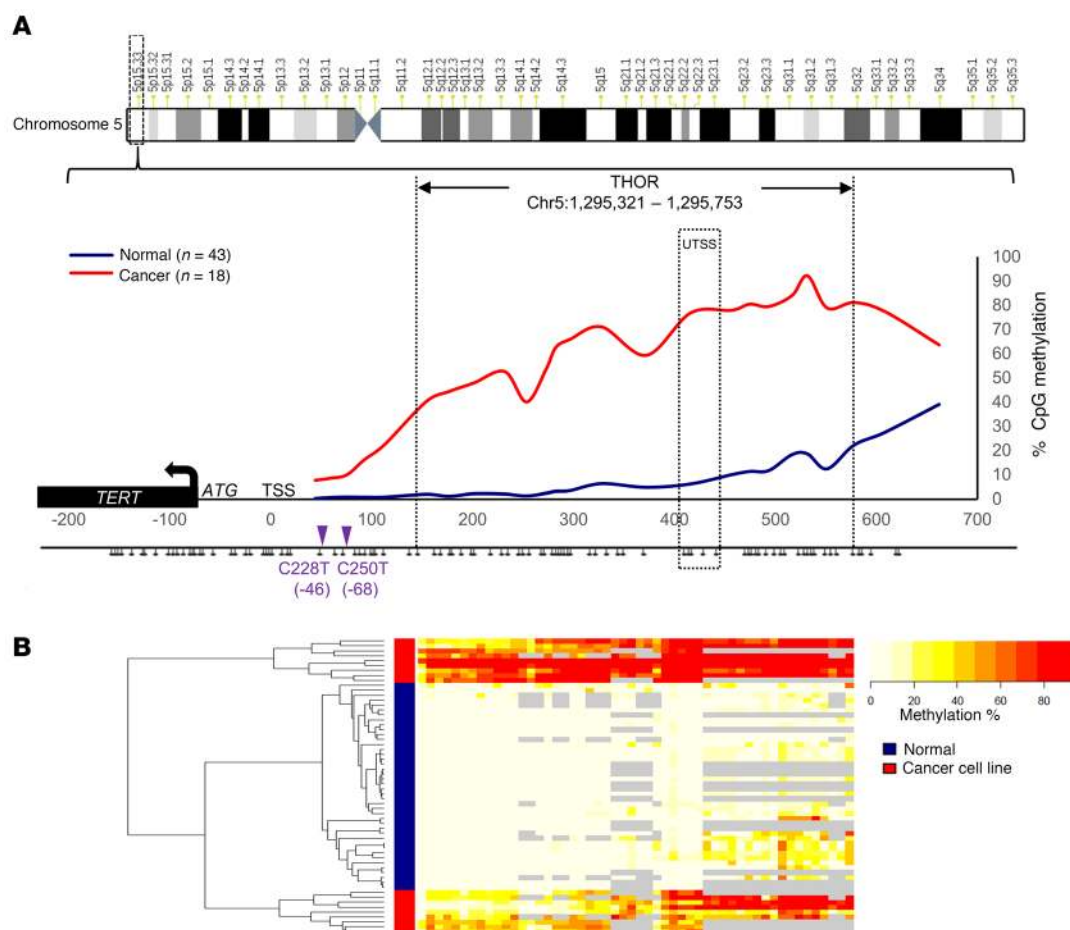 A
5p15.33 5p15.32 5p15.31 5p15.2 5p15.1 5p14.3 5p14.2 5p14.1 5p13.3 5p13.2 5p13.1 5p12 5p11 5q11.1 5q11.2 5q12.1 5q12.2 5q12.3 5q13.1 5q13.2 5q13.3 5q14.1 5q14.2 5q14.3 5q15 5q21.1 5q21.2 5q21.3 5q22.1 5q22.2 5q22.3 5q23.1 5q23.2 5q23.3 5q31.1 5q31.2 5q31.3 5q32 5q33.1 5q33.2 5q33.3 5q34 5q35.1 5q35.2 5q35.3
Chromosome 5
THOR
Chr5:1,295,321 – 1,295,753
UTSS
Normal (n = 43)
Cancer (n = 18)
100
90
80
70
60
50
40
30
20
10
0
% CpG methylation
TERT ATG TSS
-200 -100 0 100 200 300 400 500 600 700
C228T C250T
(-46) (-68)
B
0 20 40 60 80
Methylation %
Normal
Cancer cell line